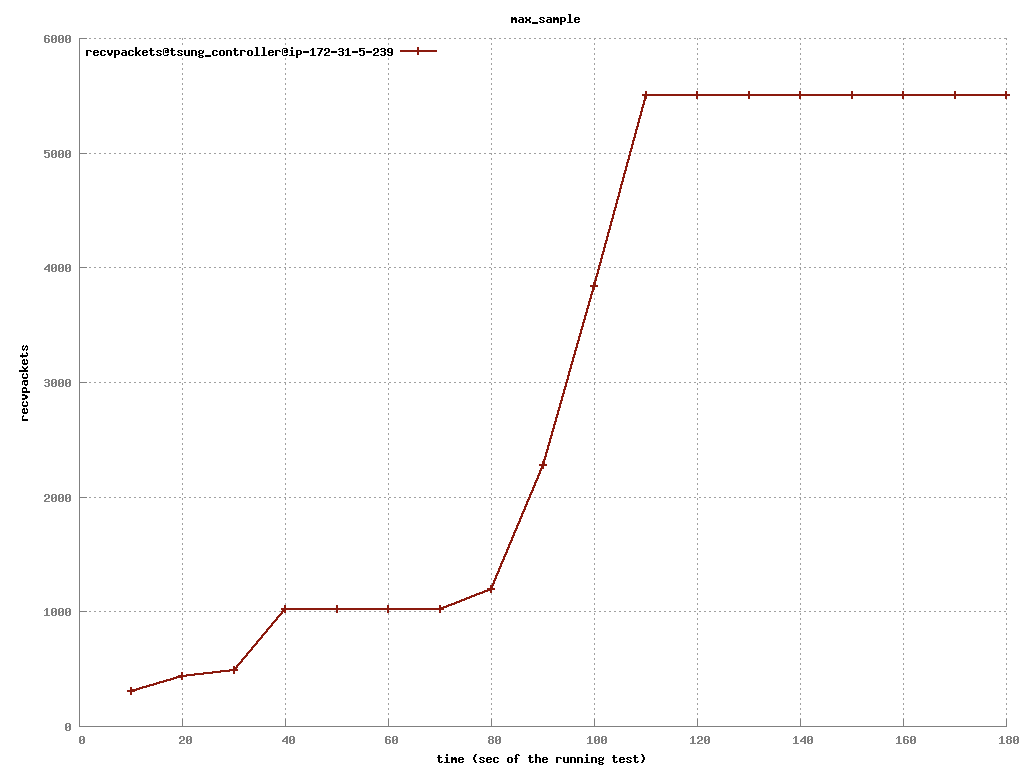 max_sample
6000
recvpackets@tsung_controller@ip-172-31-5-239
5000
4000
3000
2000
1000
0
recvpackets
0 20 40 60 80 100 120 140 160 180
time (sec of the running test)